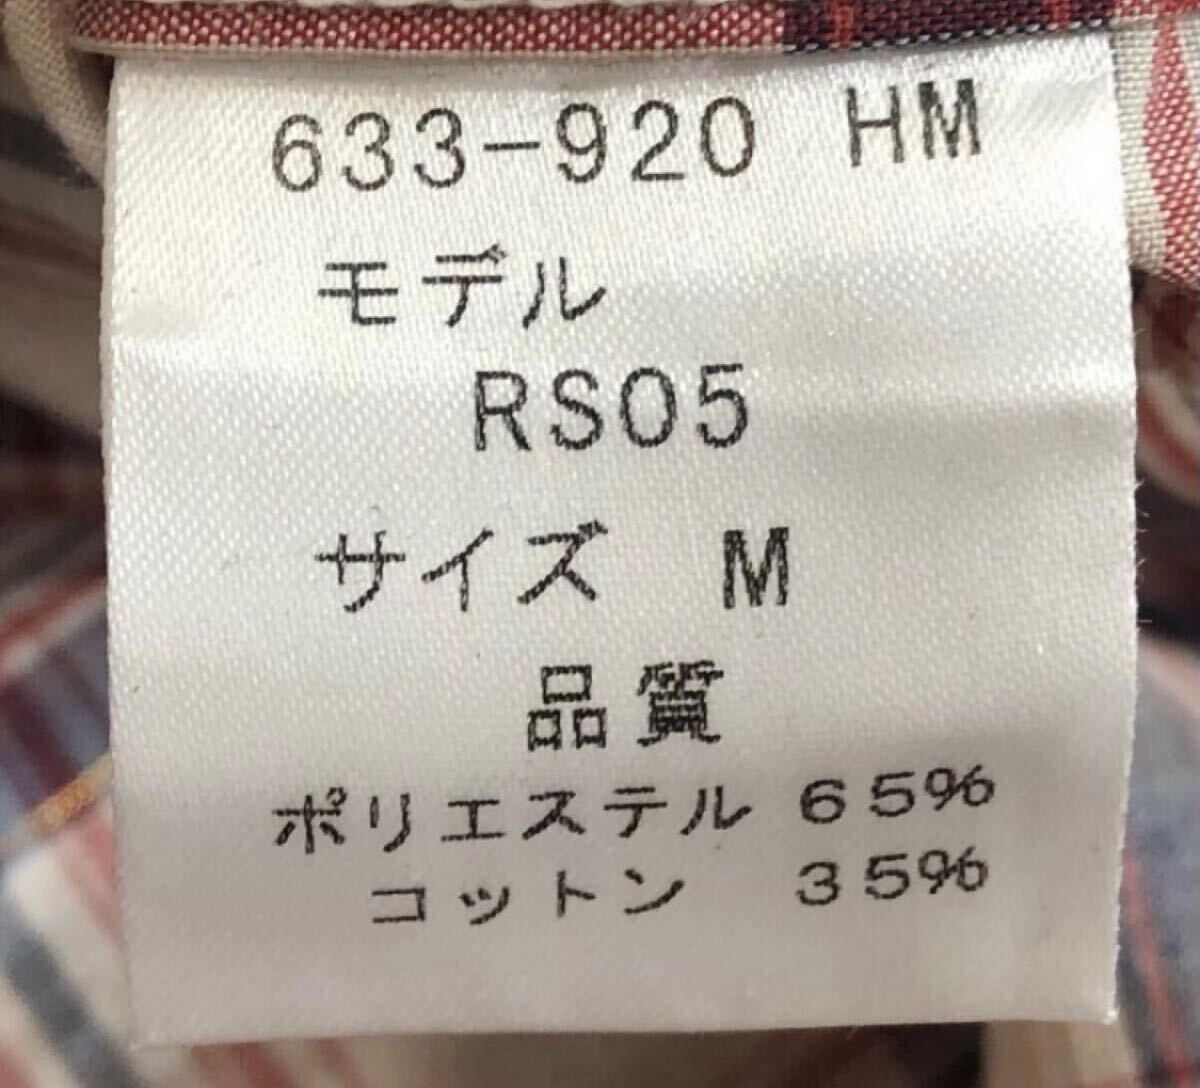 633-920 HM
モデル
RS05
サイズ M
品質
ポリエステル 65%
コットン 35%